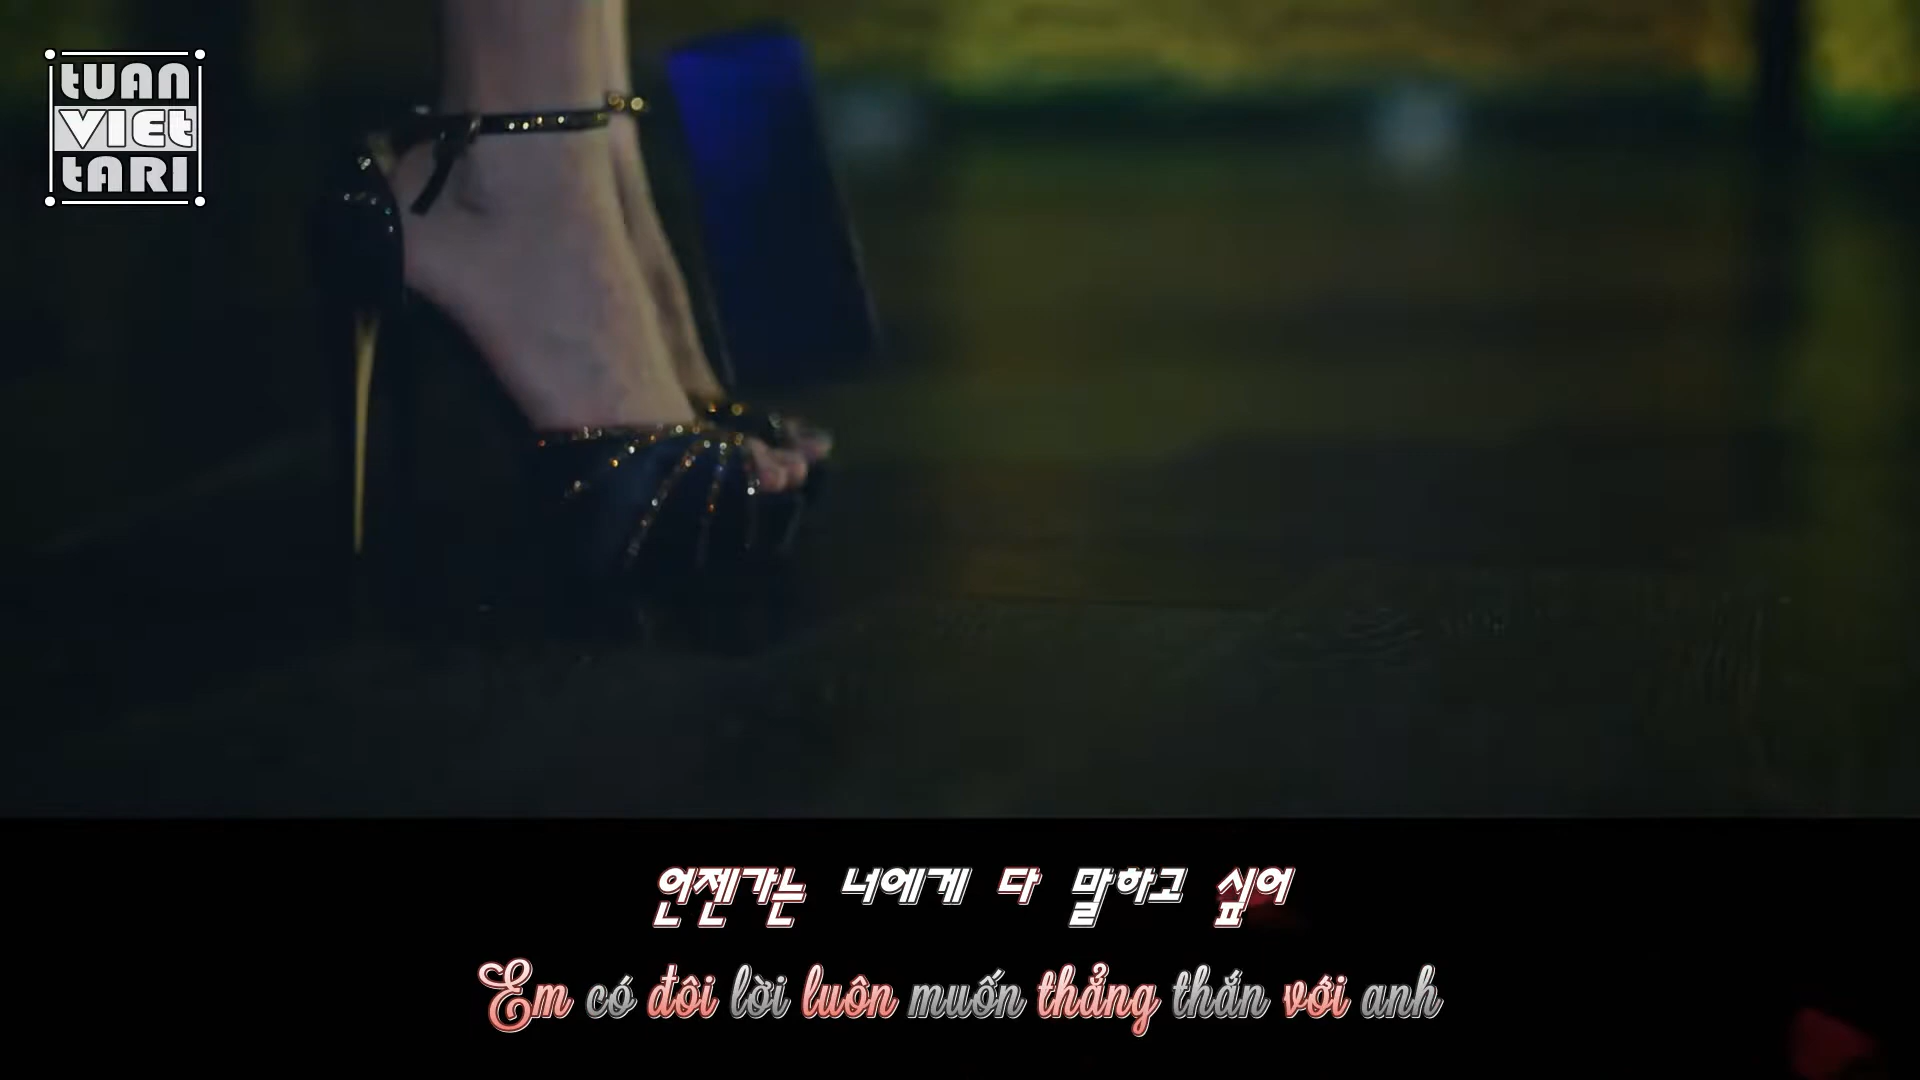 tUAN
VIEt
tARI
언젠가는 너에게 다 말하고 싶어
Em có đôi lời luôn muốn thẳng thắn với anh